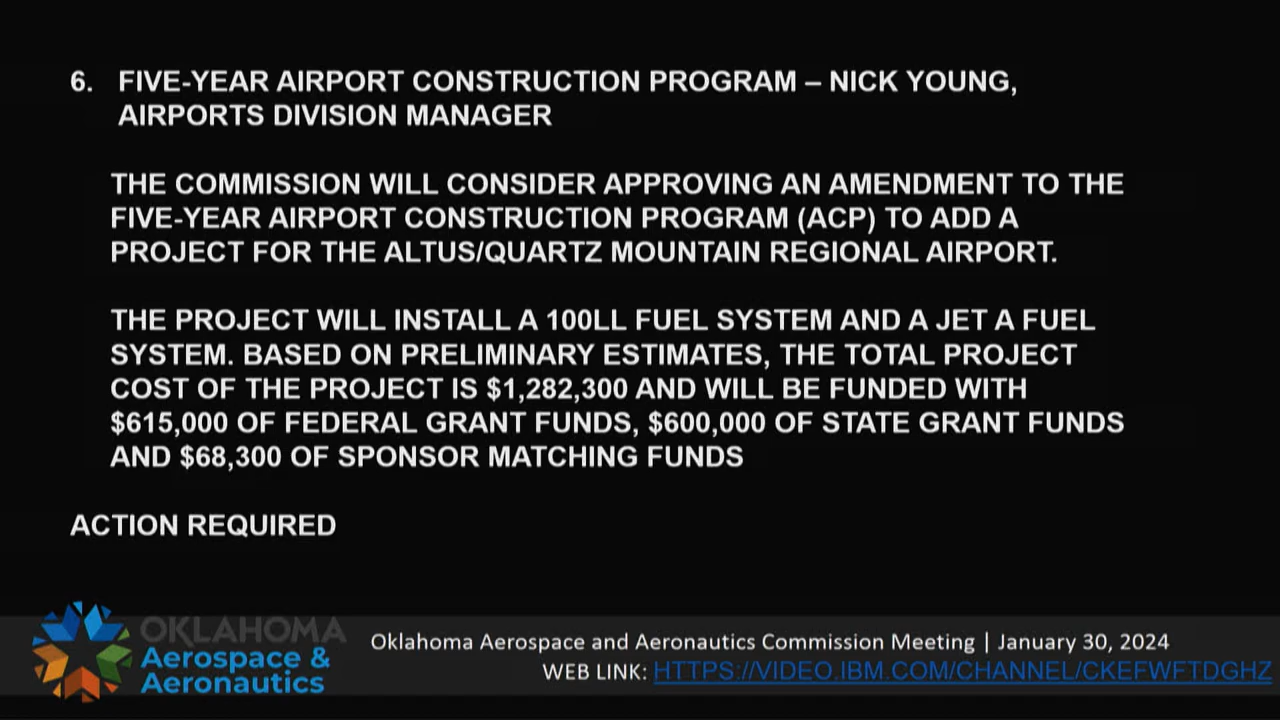 6. FIVE-YEAR AIRPORT CONSTRUCTION PROGRAM – NICK YOUNG,
AIRPORTS DIVISION MANAGER
THE COMMISSION WILL CONSIDER APPROVING AN AMENDMENT TO THE
FIVE-YEAR AIRPORT CONSTRUCTION PROGRAM (ACP) TO ADD A
PROJECT FOR THE ALTUS/QUARTZ MOUNTAIN REGIONAL AIRPORT.
THE PROJECT WILL INSTALL A 100LL FUEL SYSTEM AND A JET A FUEL
SYSTEM. BASED ON PRELIMINARY ESTIMATES, THE TOTAL PROJECT
COST OF THE PROJECT IS $1,282,300 AND WILL BE FUNDED WITH
$615,000 OF FEDERAL GRANT FUNDS, $600,000 OF STATE GRANT FUNDS
AND $68,300 OF SPONSOR MATCHING FUNDS
ACTION REQUIRED
OKLAHOMA
Aerospace &
Aeronautics
Oklahoma Aerospace and Aeronautics Commission Meeting | January 30, 2024
WEB LINK: HTTPS://VIDEO.IBM.COM/CHANNEL/CKEFWFTDGHZ